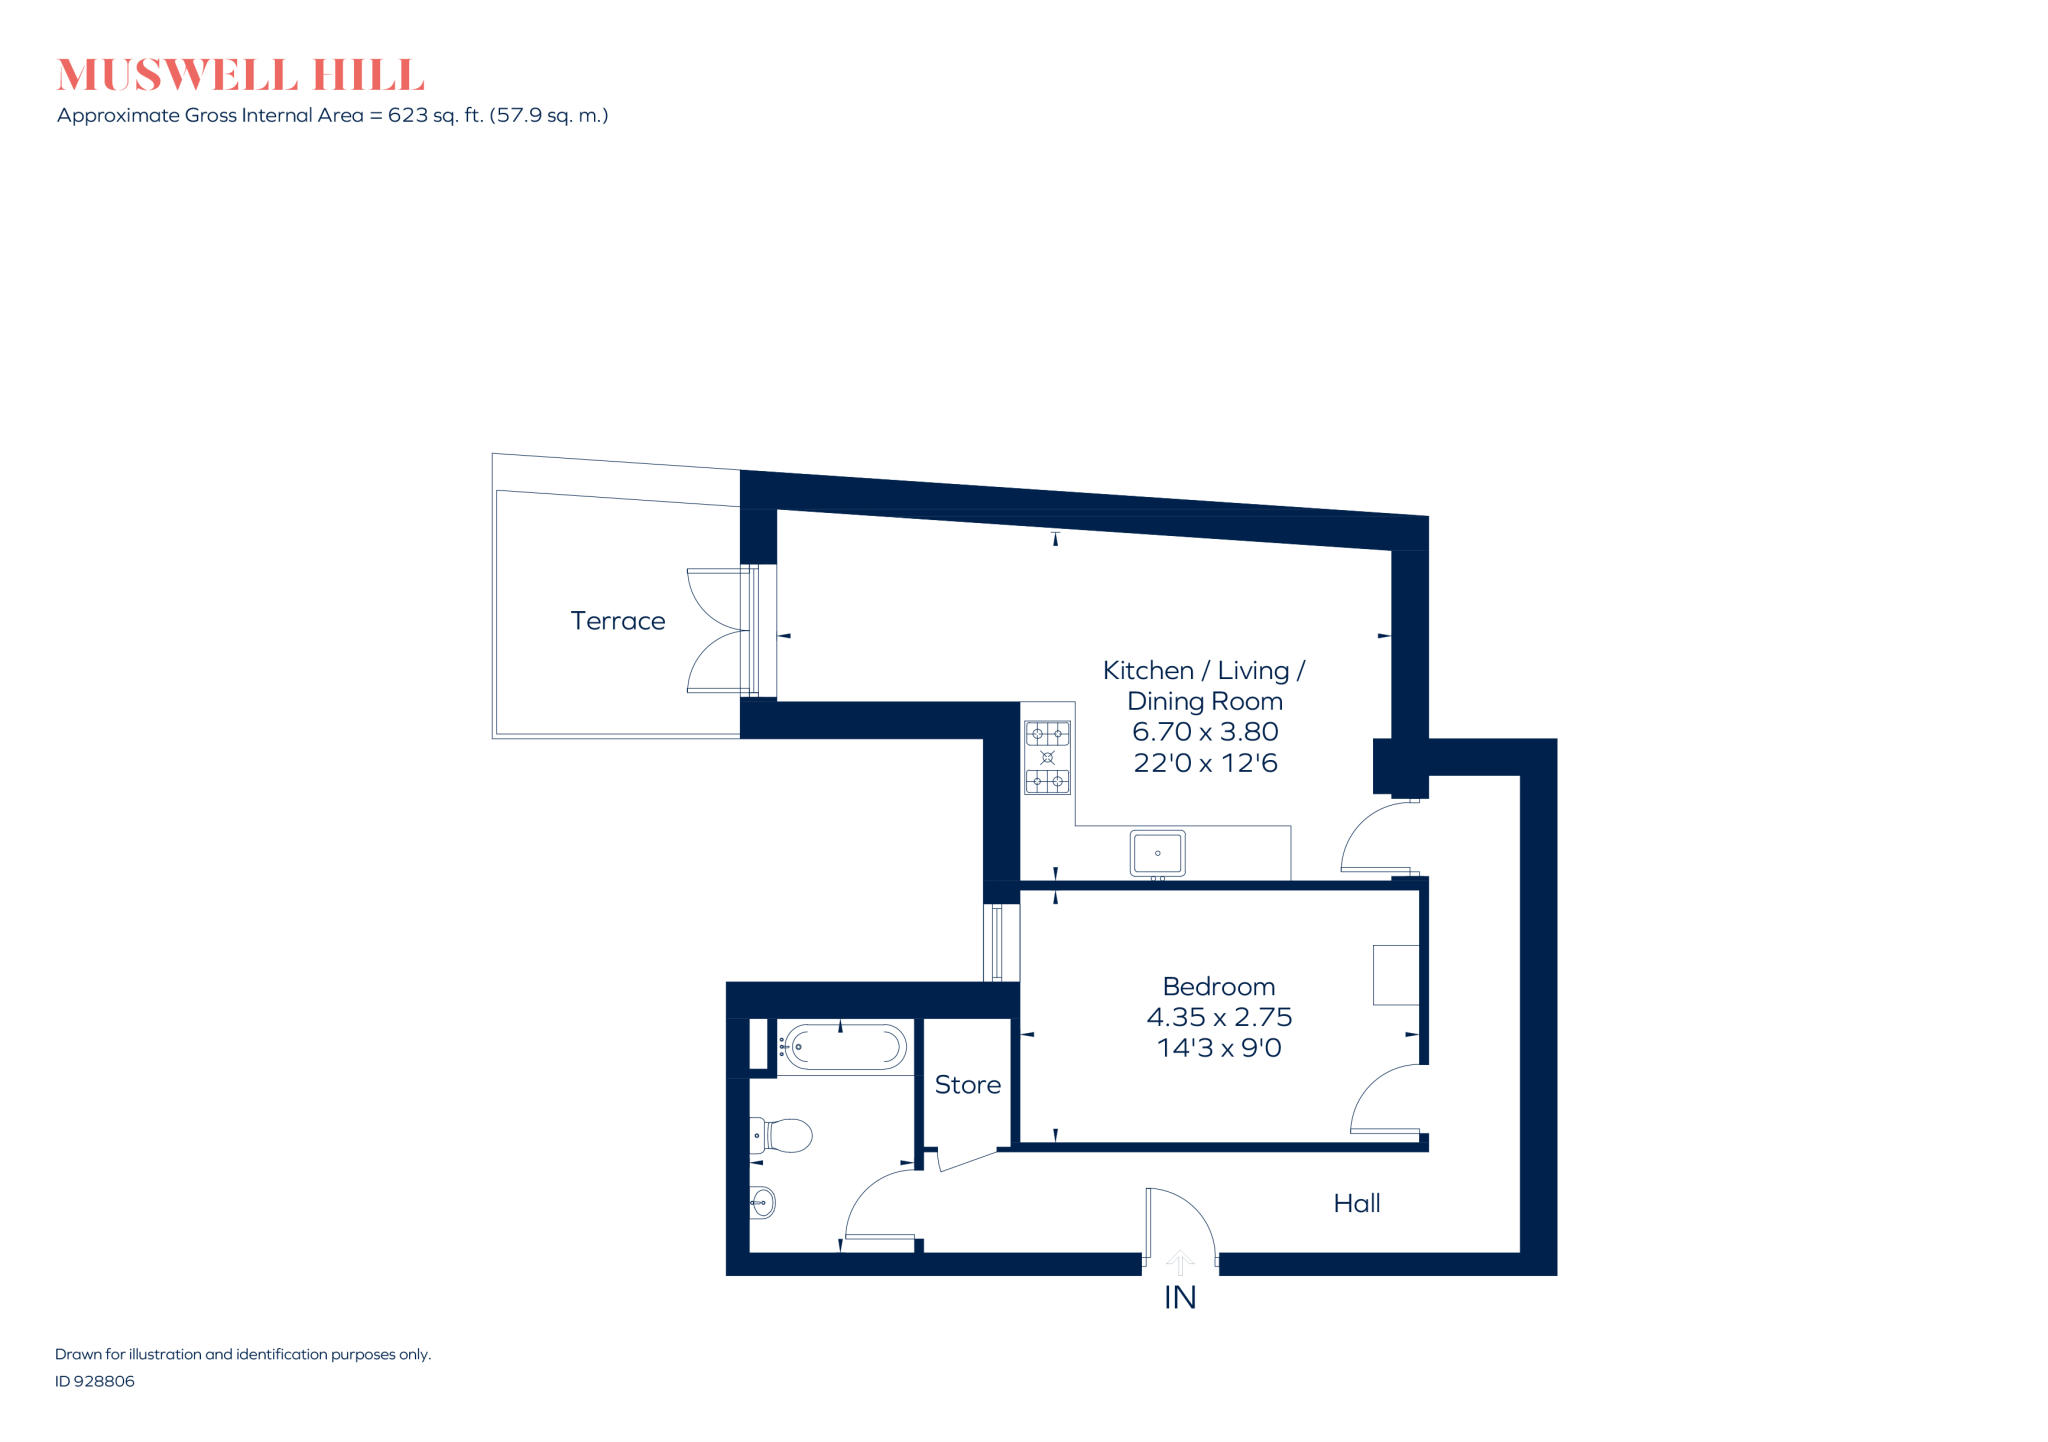 MUSWELL HILL
Approximate Gross Internal Area = 623 sq. ft. (57.9 sq. m.)
Terrace
Kitchen / Living /
Dining Room
6.70 x 3.80
22'0 x 12'6
Bedroom
4.35 x 2.75
14'3 x 9'0
Store
Hall
IN
Drawn for illustration and identification purposes only.
ID 928806